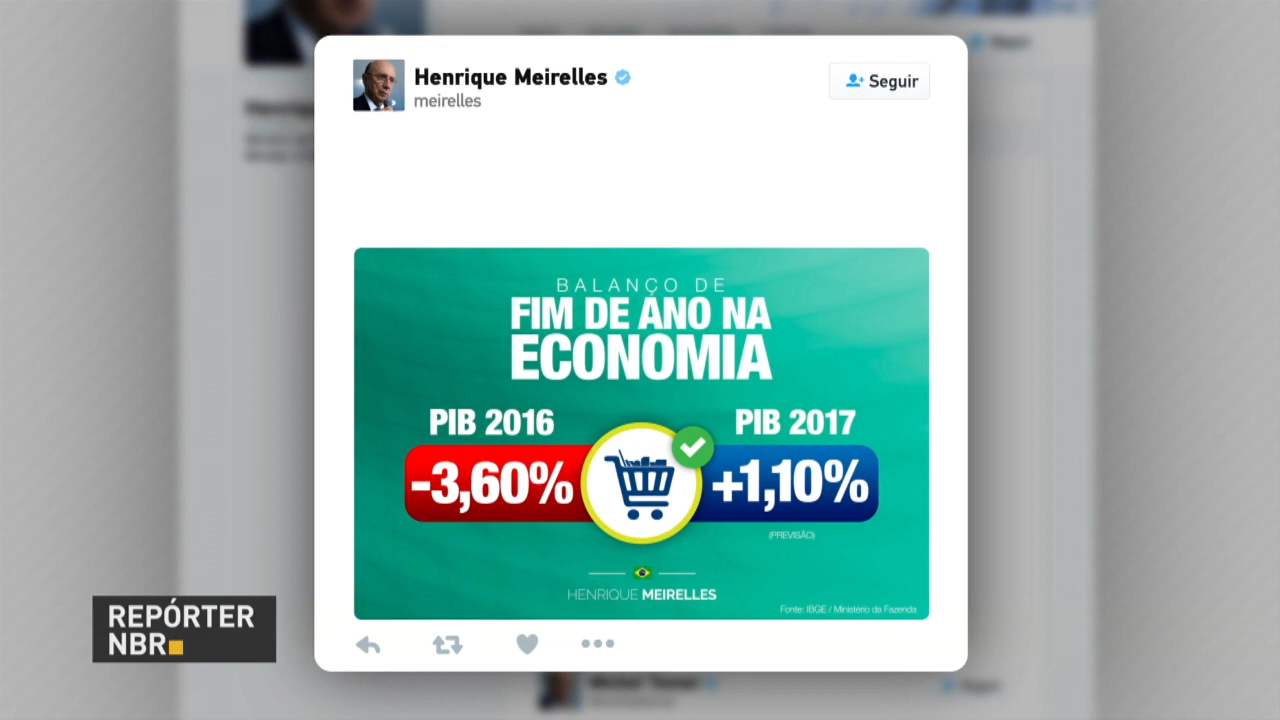 Henrique Meirelles
meirelles
Seguir
BALANÇO DE
FIM DE ANO NA
ECONOMIA
PIB 2016
PIB 2017
-3,60%
+1,10%
(PREVISÃO)
HENRIQUE MEIRELLES
Fonte: IBGE / Ministério da Fazenda
REPÓRTER
NBR